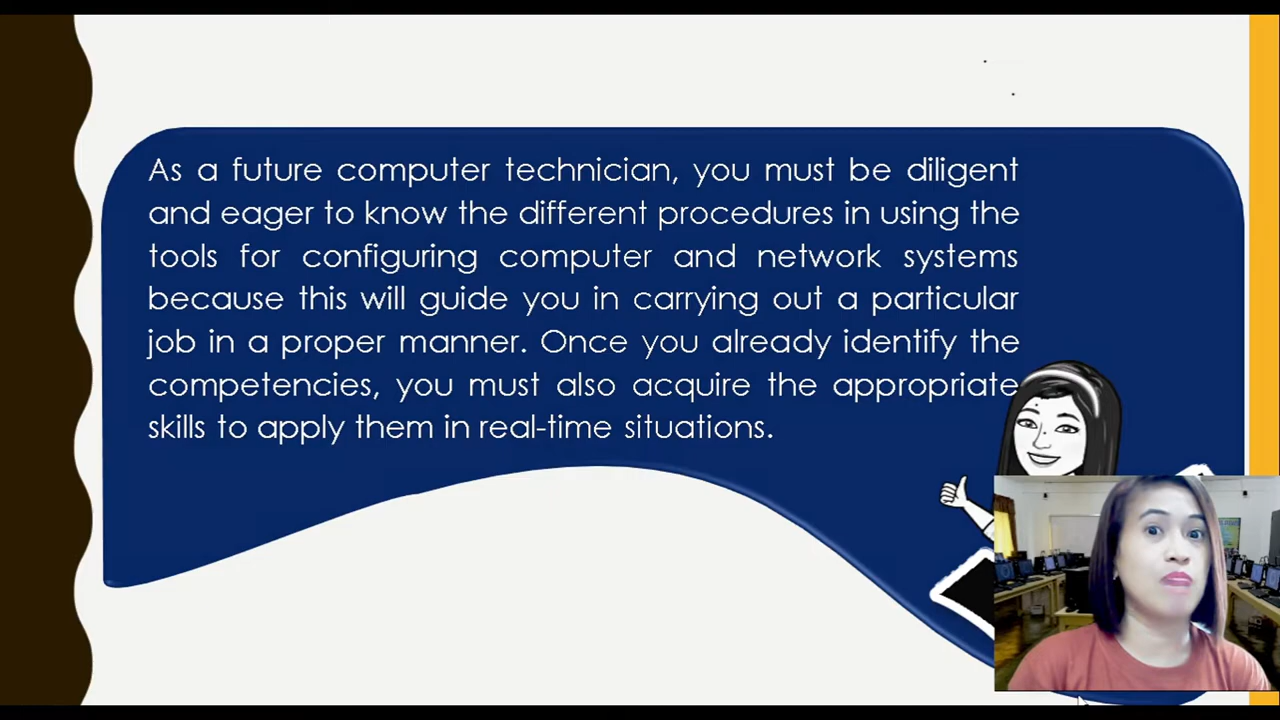 As a future computer technician, you must be diligent
and eager to know the different procedures in using the
tools for configuring computer and network systems
because this will guide you in carrying out a particular
job in a proper manner. Once you already identify the
competencies, you must also acquire the appropriate
skills to apply them in real-time situations.